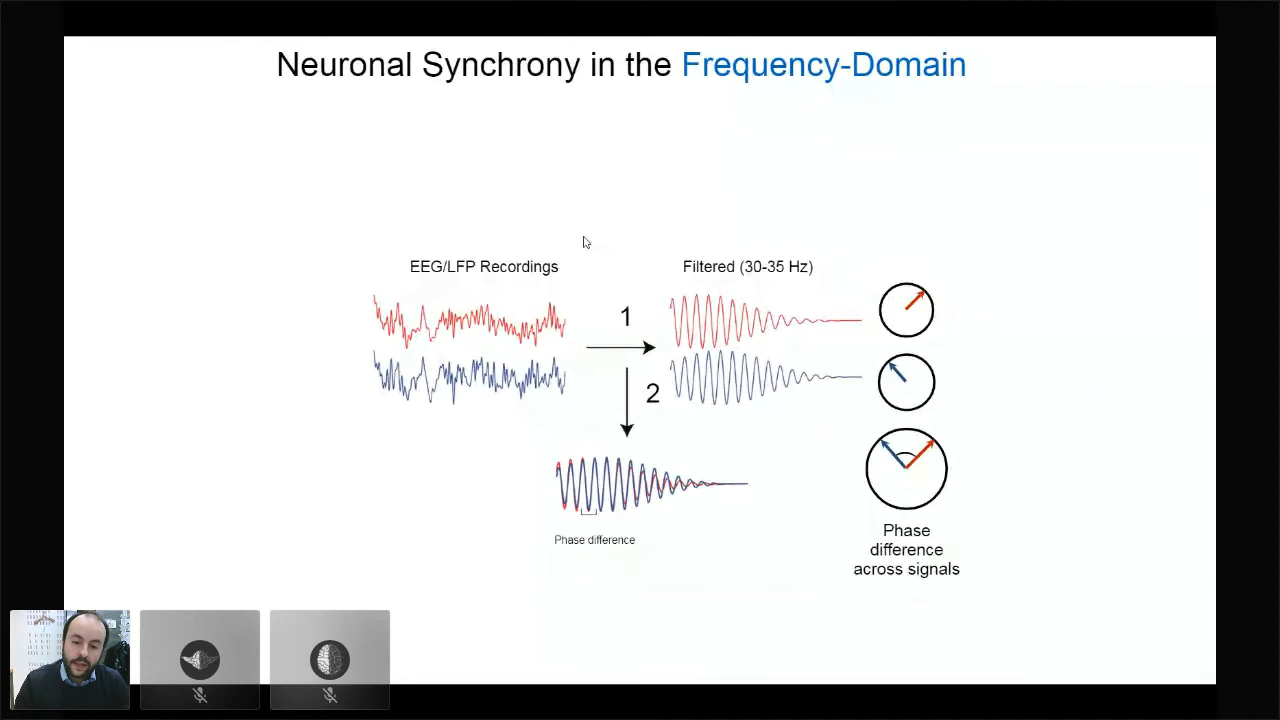 Neuronal Synchrony in the Frequency-Domain
EEG/LFP Recordings
Filtered (30-35 Hz)
1
2
Phase difference
Phase
difference
across signals